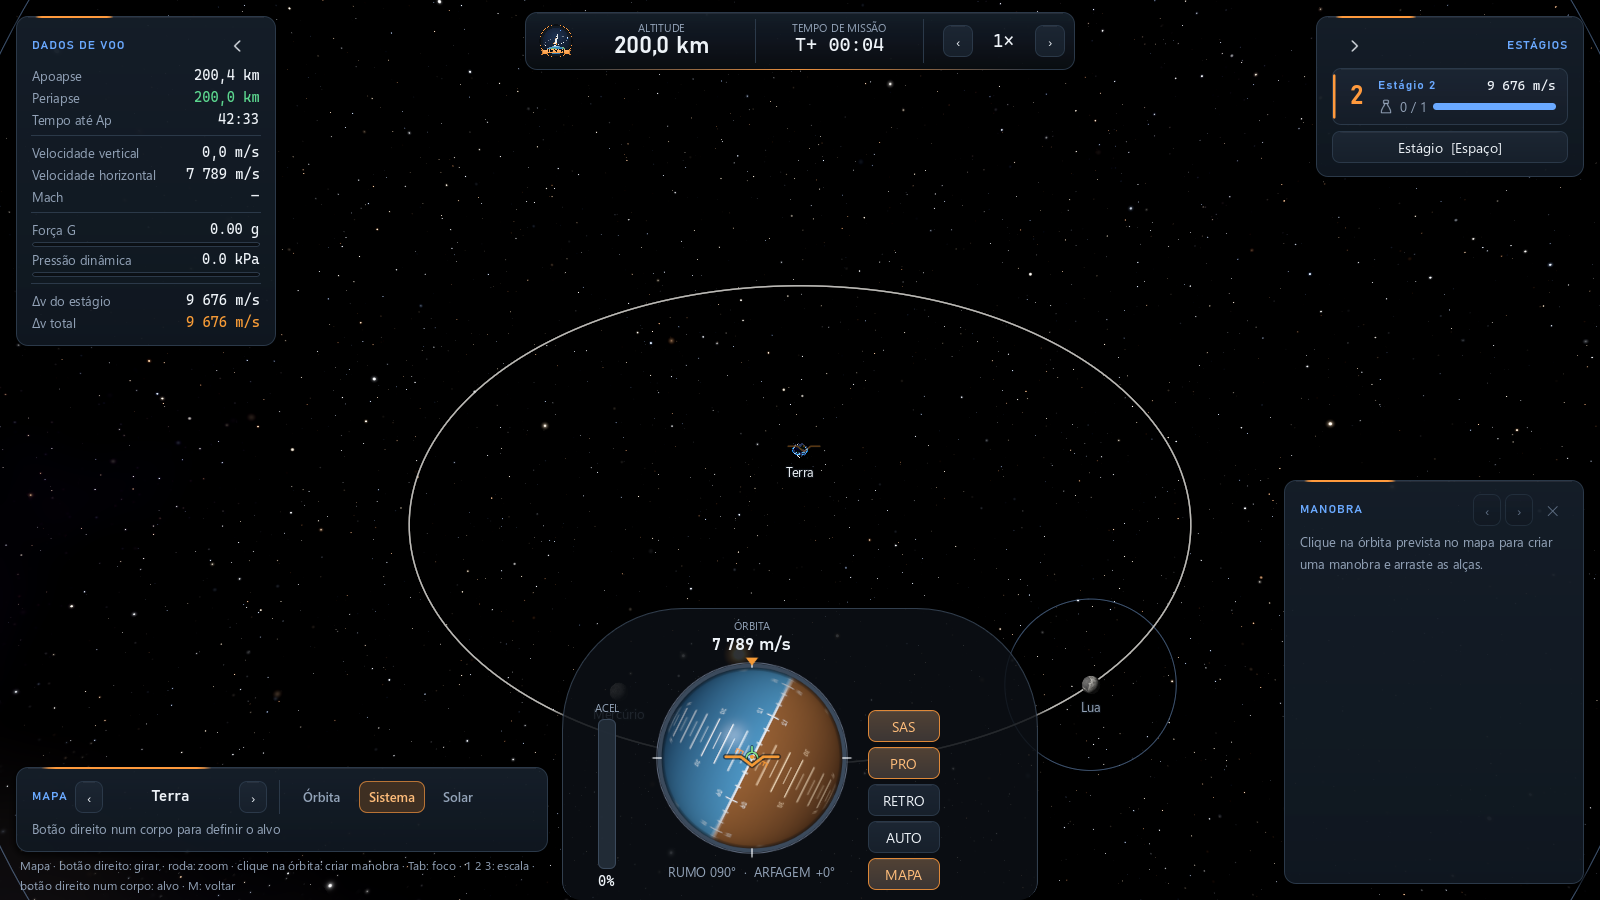 DADOS DE VOO
Apoapse 200,4 km
Periapse 200,0 km
Tempo até Ap 42:33
Velocidade vertical 0,0 m/s
Velocidade horizontal 7 789 m/s
Mach —
Força G 0.00 g
Pressão dinâmica 0.0 kPa
Δv do estágio 9 676 m/s
Δv total 9 676 m/s
ALTITUDE
200,0 km
TEMPO DE MISSÃO
T+ 00:04
‹ 1× ›
ESTÁGIOS
2 Estágio 2 9 676 m/s
0 / 1
Estágio [Espaço]
Terra
Lua
Mercúrio
MANOBRA ‹ ›
Clique na órbita prevista no mapa para criar
uma manobra e arraste as alças.
ÓRBITA
7 789 m/s
ACEL
0%
SAS
PRO
RETRO
AUTO
MAPA
RUMO 090° · ARFAGEM +0°
MAPA ‹ Terra › Órbita Sistema Solar
Botão direito num corpo para definir o alvo
Mapa · botão direito: girar · roda: zoom · clique na órbita: criar manobra · Tab: foco · 1 2 3: escala ·
botão direito num corpo: alvo · M: voltar